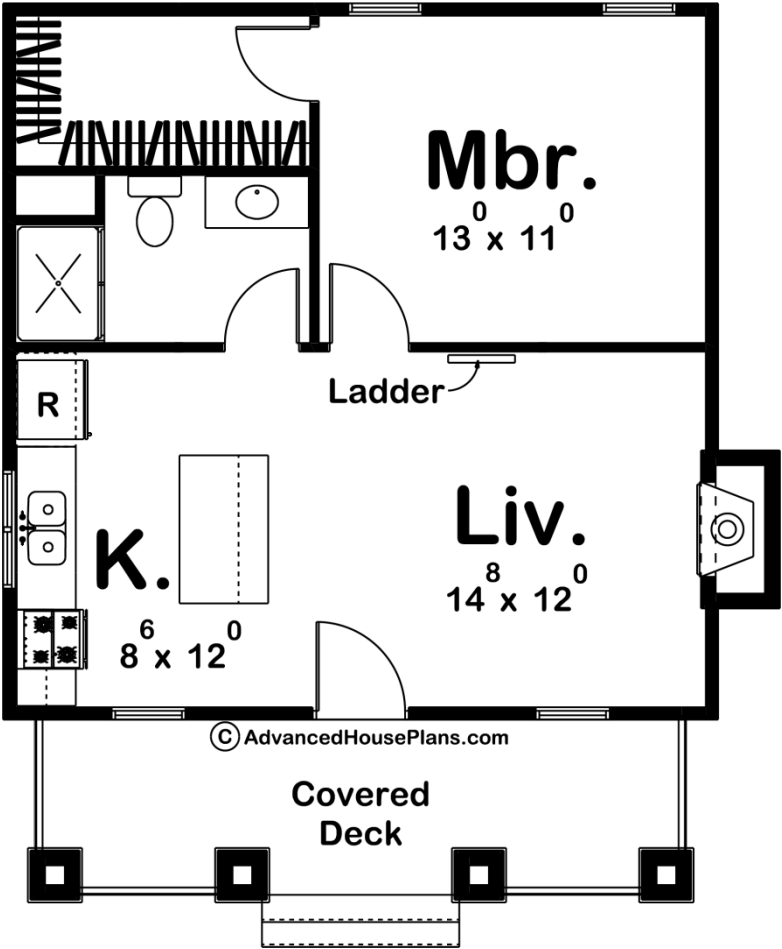 Mbr.
13⁰ x 11⁰
Ladder
R
Liv.
14⁸ x 12⁰
K.
8⁶ x 12⁰
© AdvancedHousePlans.com
Covered
Deck